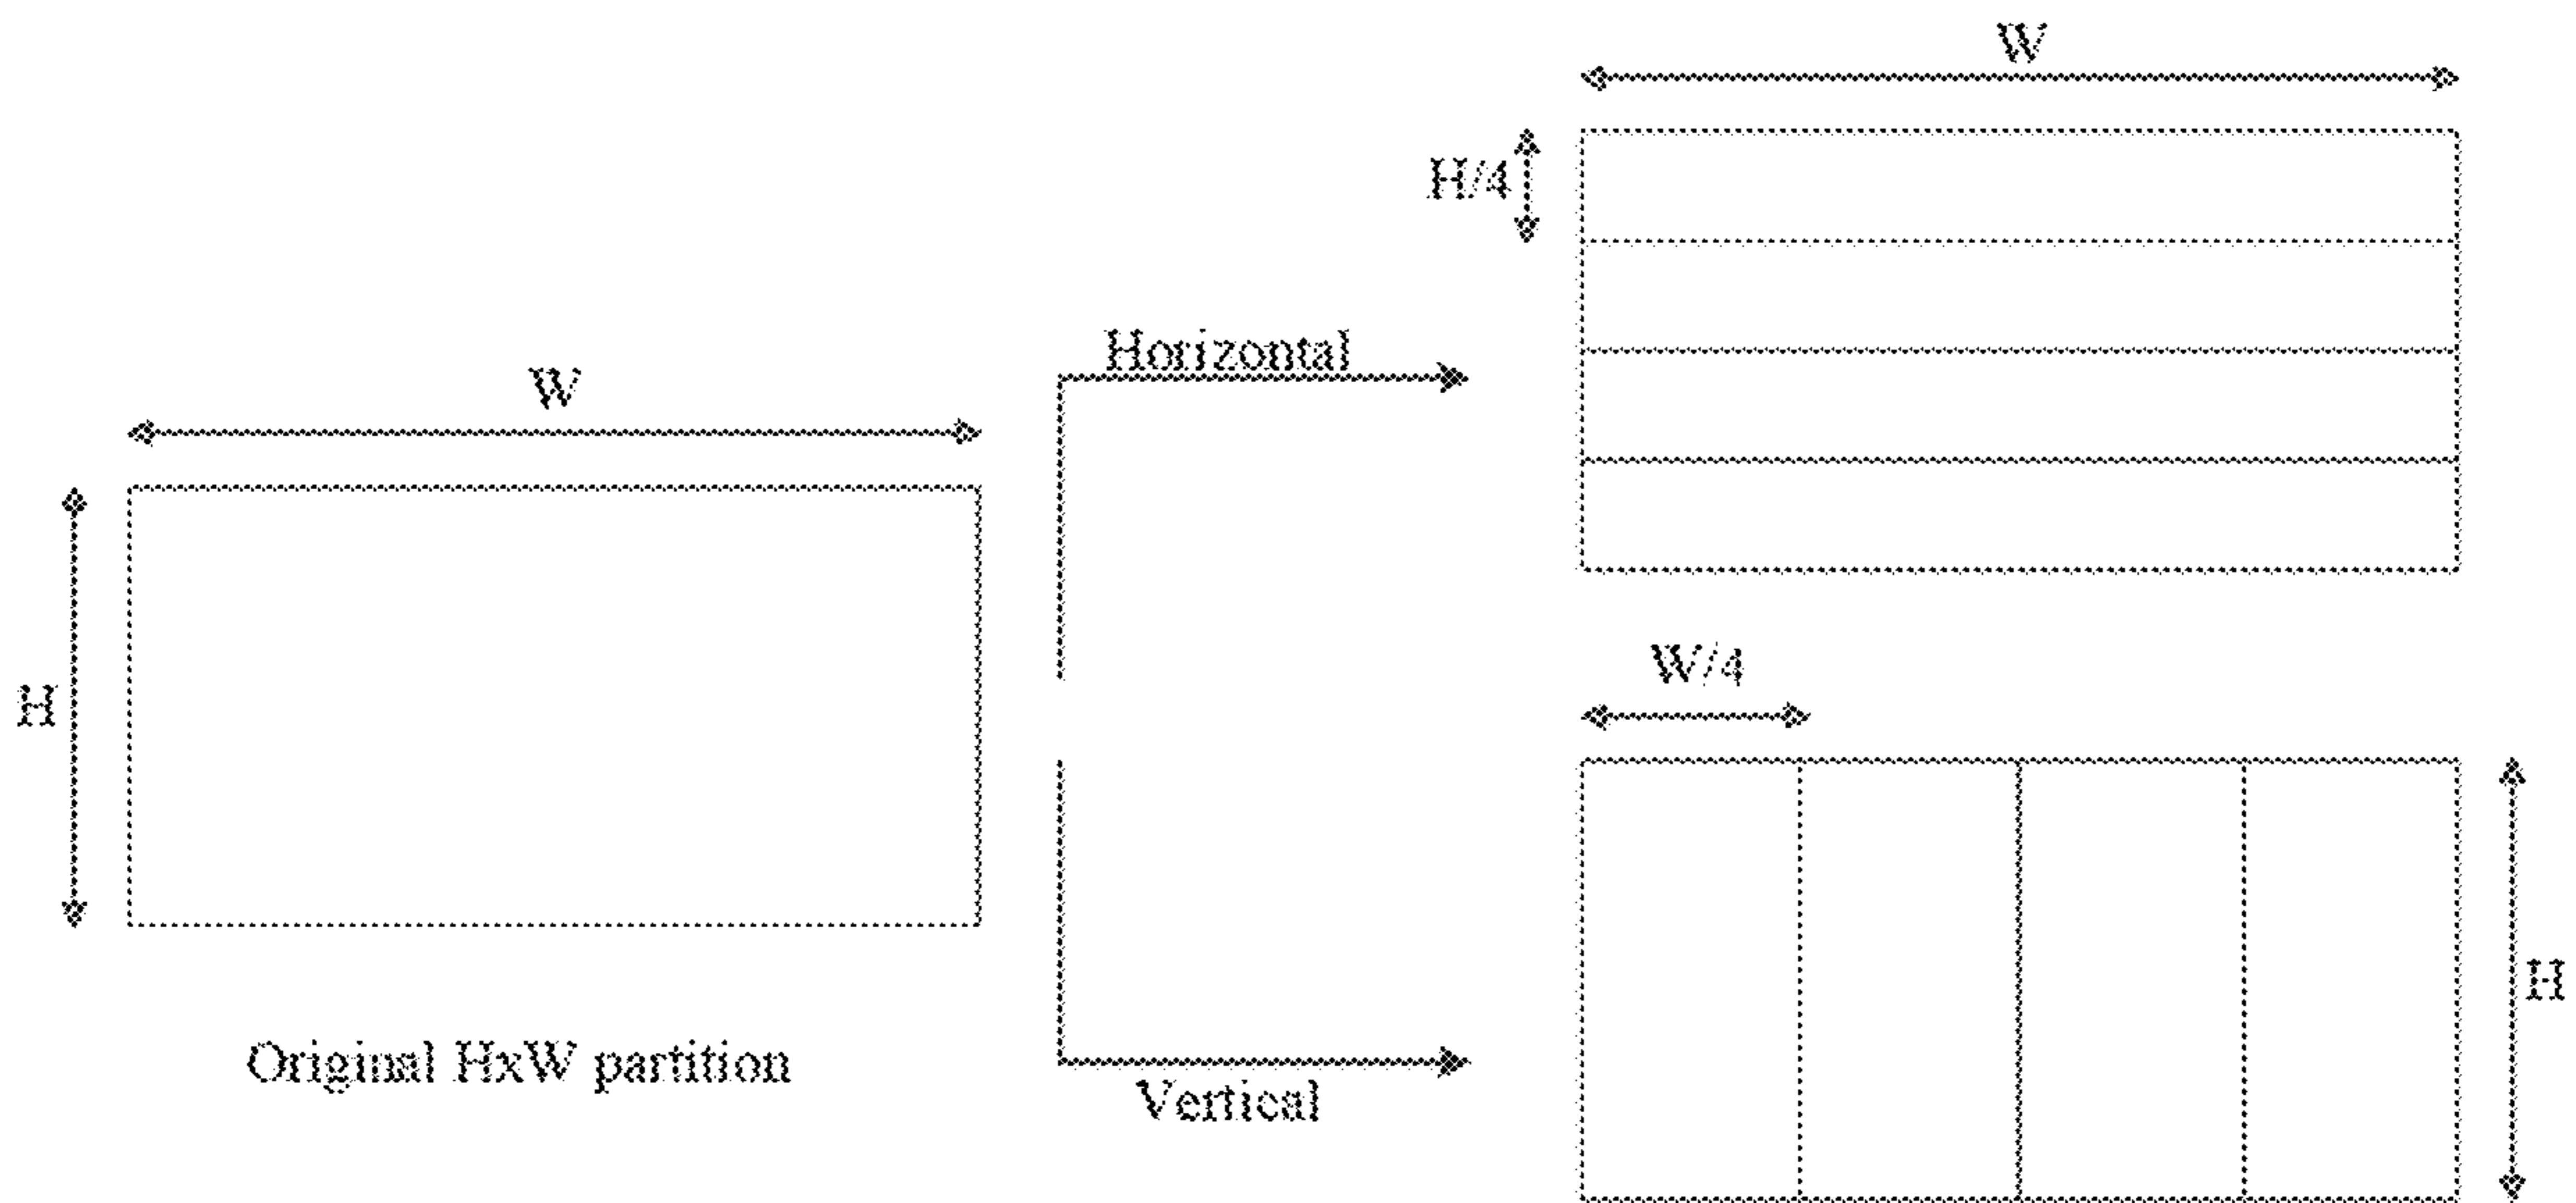 W
H/4
Horizontal
W
H
W/4
H
Original HxW partition
Vertical